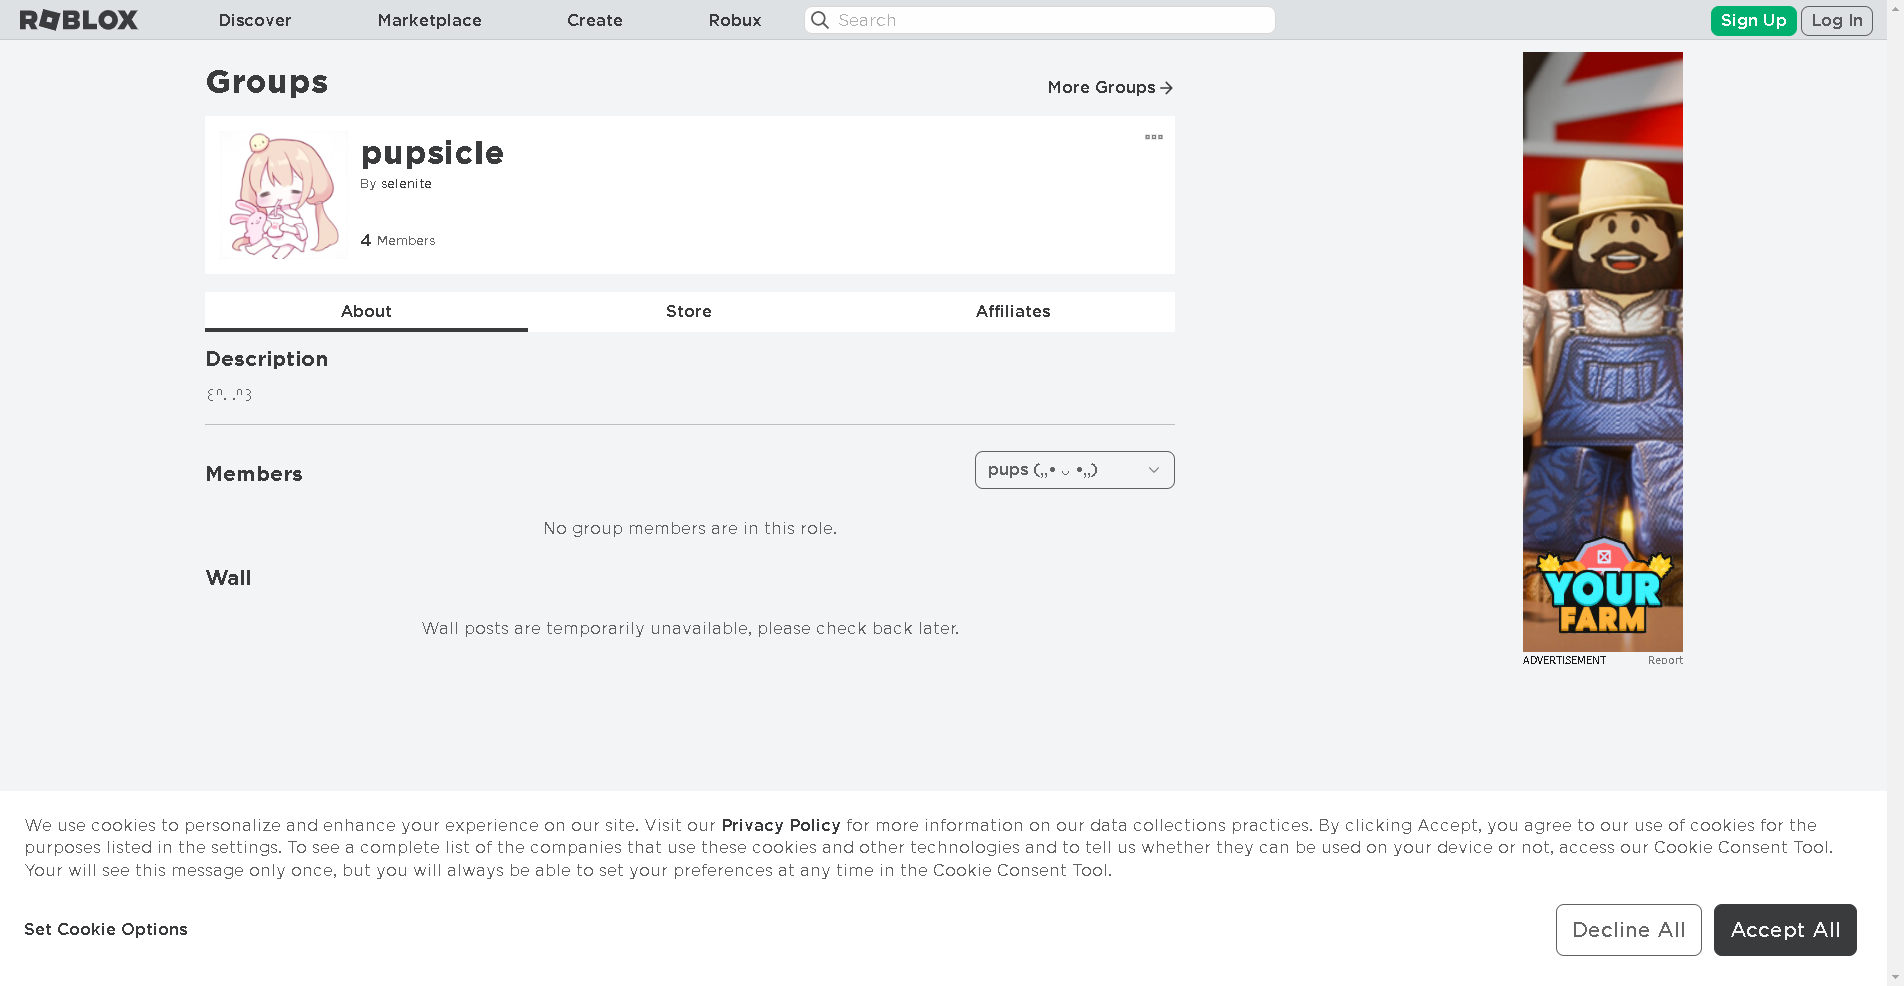 ROBLOX
Discover
Marketplace
Create
Robux
Search
Sign Up
Log In
Groups
More Groups
pupsicle
By selenite
4 Members
About
Store
Affiliates
Description
꒰ᐢ. .ᐢ꒱
Members
pups (,,• ᴗ •,,)
No group members are in this role.
Wall
Wall posts are temporarily unavailable, please check back later.
YOUR
FARM
ADVERTISEMENT
Report
We use cookies to personalize and enhance your experience on our site. Visit our Privacy Policy for more information on our data collections practices. By clicking Accept, you agree to our use of cookies for the
purposes listed in the settings. To see a complete list of the companies that use these cookies and other technologies and to tell us whether they can be used on your device or not, access our Cookie Consent Tool.
Your will see this message only once, but you will always be able to set your preferences at any time in the Cookie Consent Tool.
Set Cookie Options
Decline All
Accept All